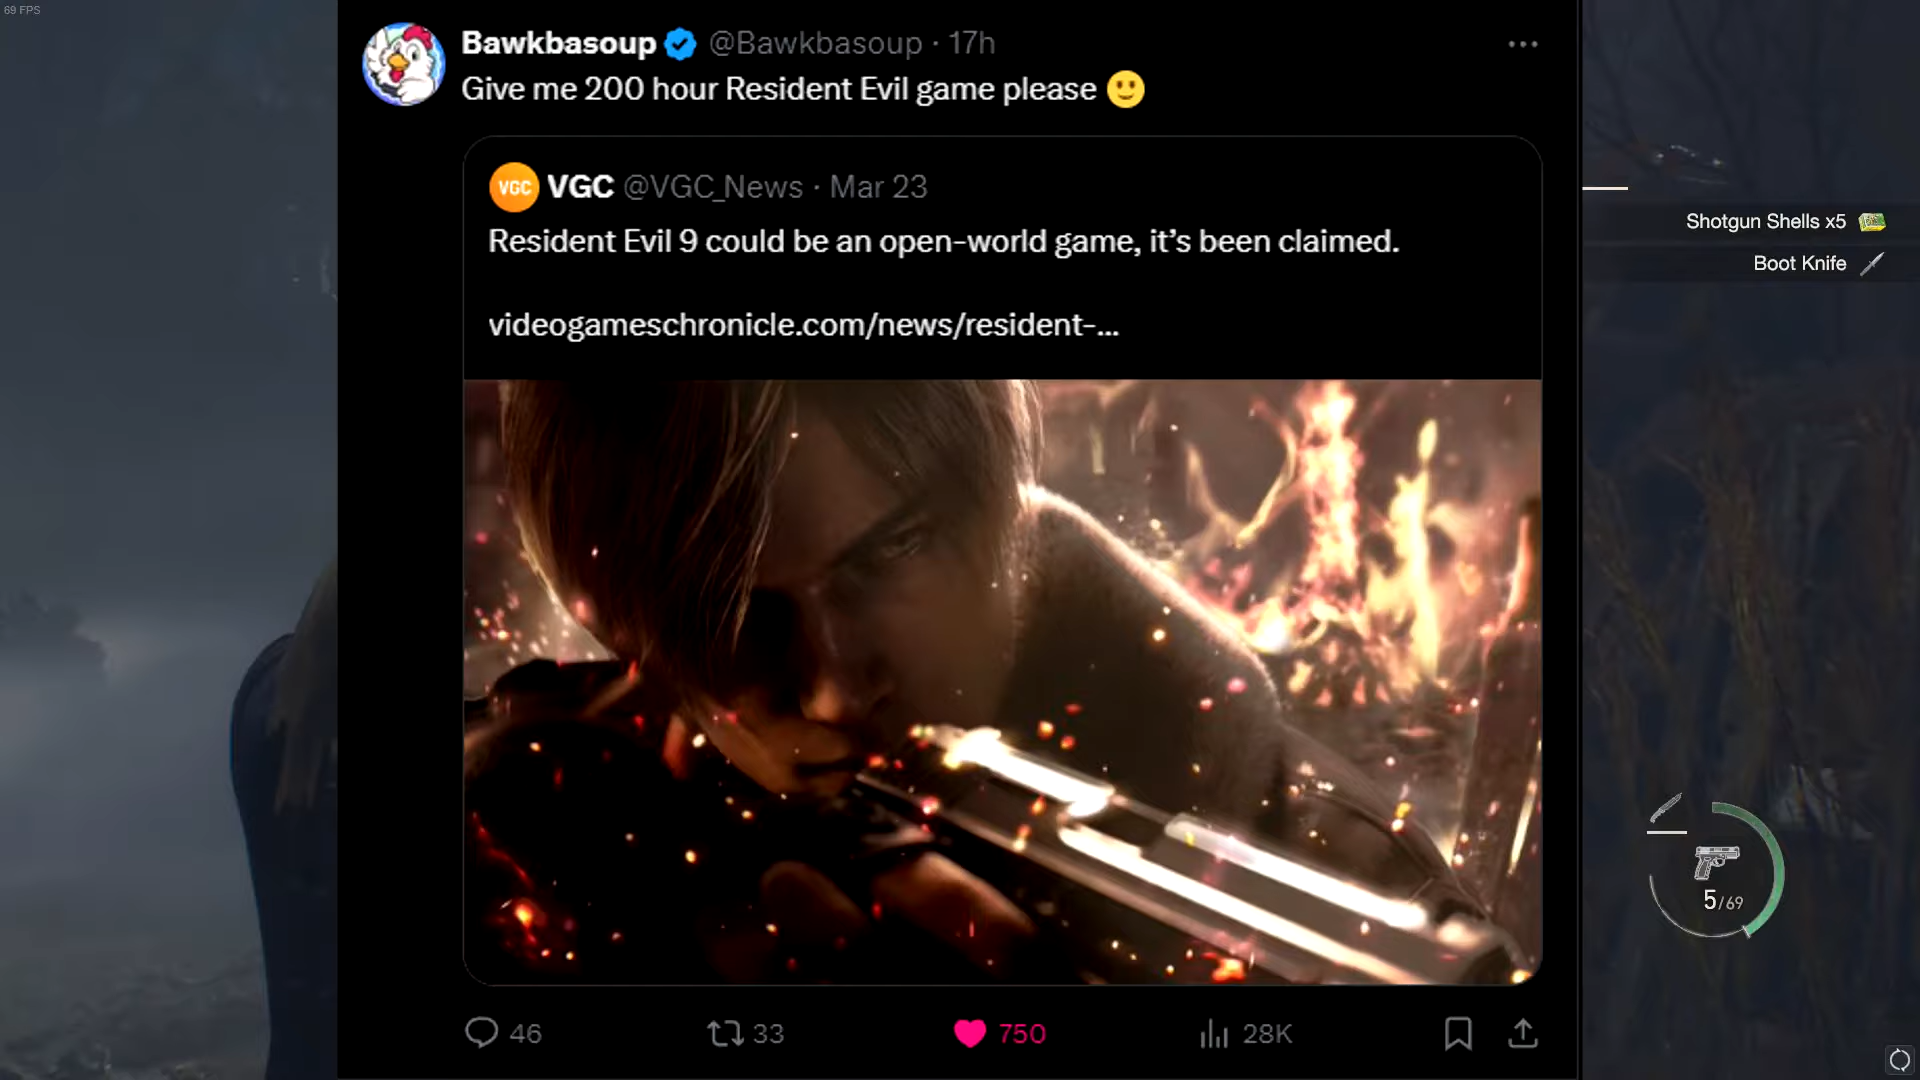 69 FPS
Bawkbasoup @Bawkbasoup · 17h
Give me 200 hour Resident Evil game please 🙂
VGC VGC @VGC_News · Mar 23
Resident Evil 9 could be an open-world game, it's been claimed.
videogameschronicle.com/news/resident-...
46 33 750 28K
Shotgun Shells x5
Boot Knife
5/69